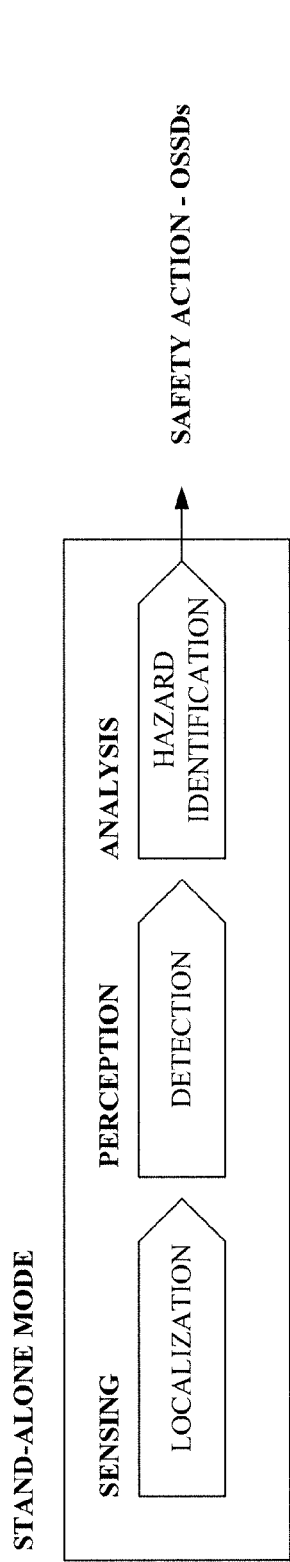 STAND-ALONE MODE
SENSING
LOCALIZATION
PERCEPTION
DETECTION
ANALYSIS
HAZARD
IDENTIFICATION
SAFETY ACTION - OSSDs